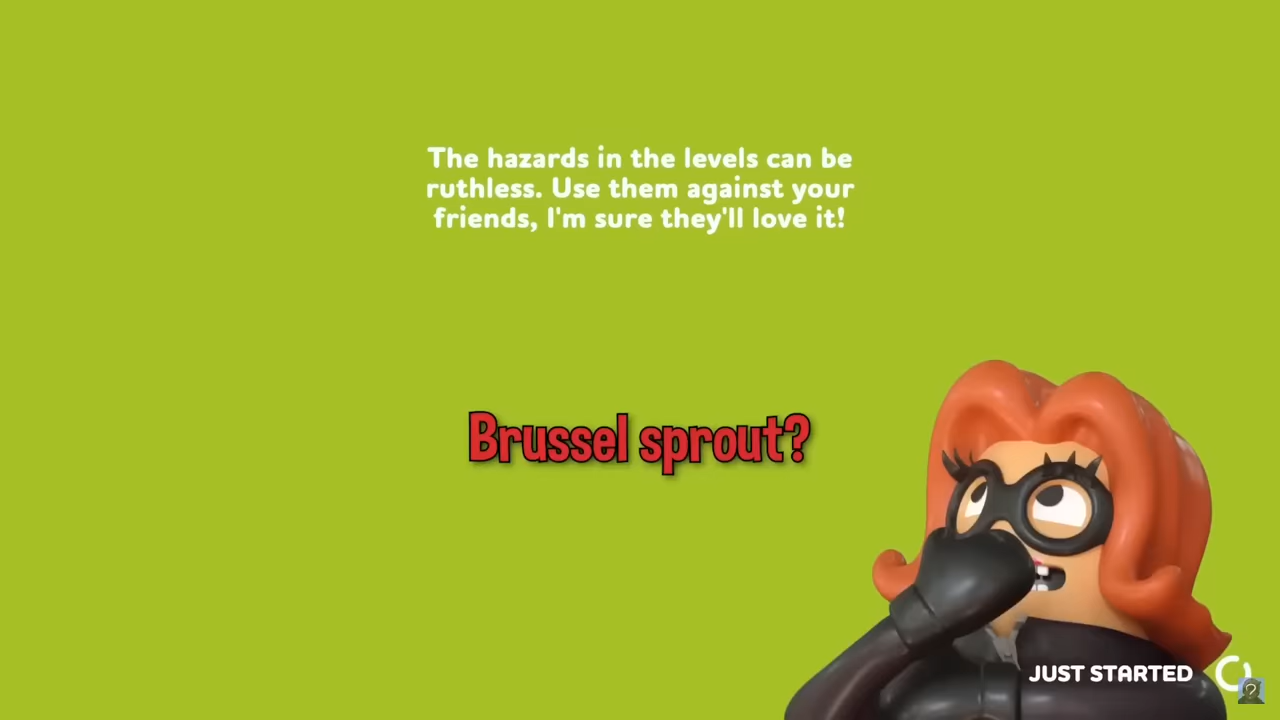 The hazards in the levels can be
ruthless. Use them against your
friends, I'm sure they'll love it!
Brussel sprout?
JUST STARTED
?